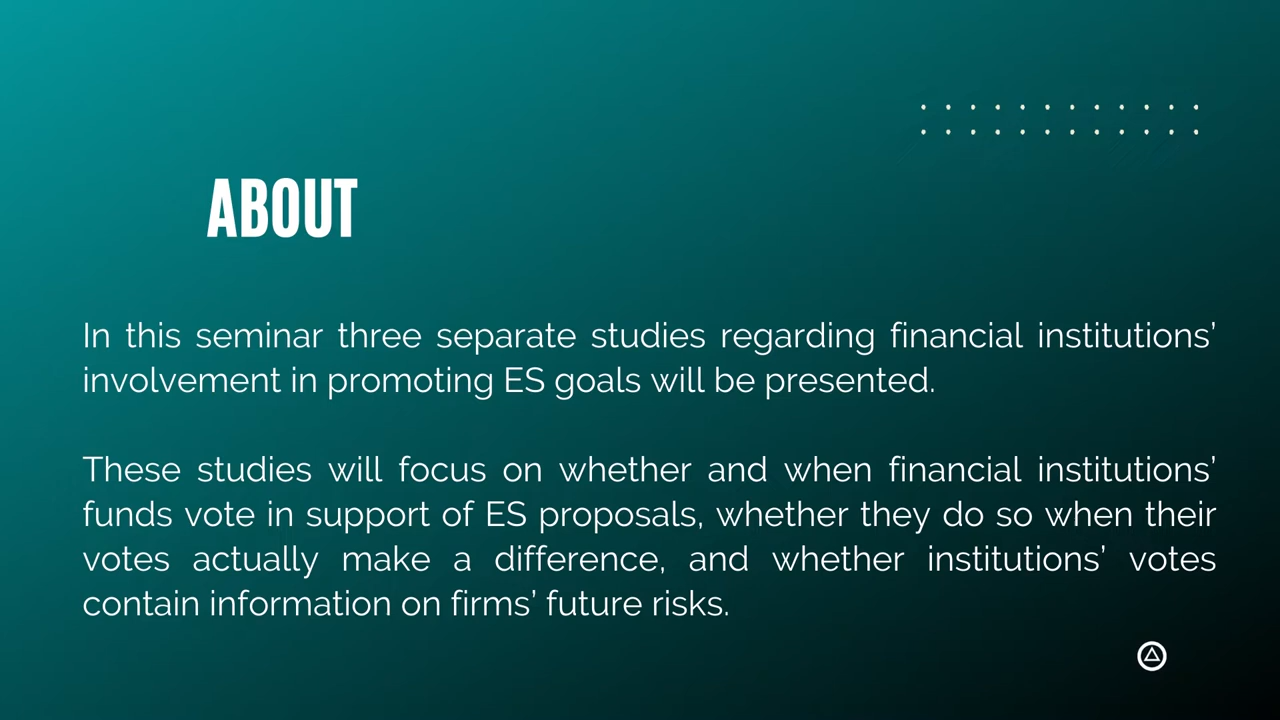 ABOUT
In this seminar three separate studies regarding financial institutions’
involvement in promoting ES goals will be presented.
These studies will focus on whether and when financial institutions’
funds vote in support of ES proposals, whether they do so when their
votes actually make a difference, and whether institutions’ votes
contain information on firms’ future risks.